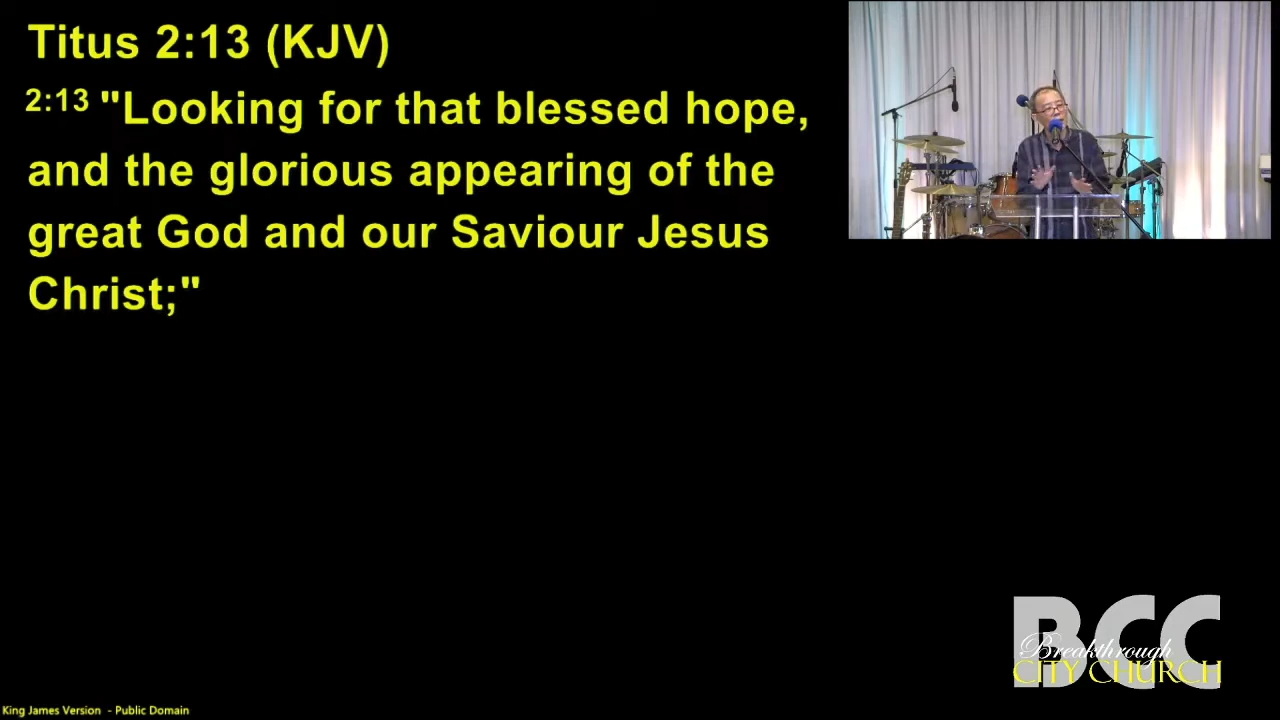 Titus 2:13 (KJV)
2:13 "Looking for that blessed hope,
and the glorious appearing of the
great God and our Saviour Jesus
Christ;"
BCC
Breakthrough
CITY CHURCH
King James Version - Public Domain